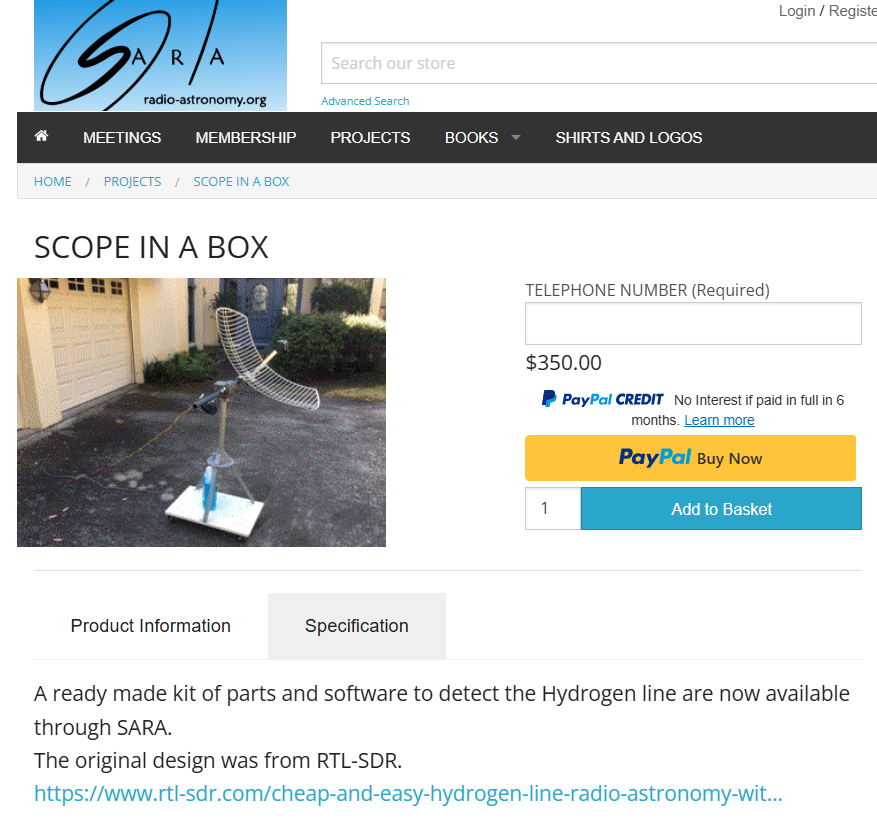 Login / Registe
SARA
radio-astronomy.org
Search our store
Advanced Search
MEETINGS MEMBERSHIP PROJECTS BOOKS SHIRTS AND LOGOS
HOME / PROJECTS / SCOPE IN A BOX
SCOPE IN A BOX
TELEPHONE NUMBER (Required)
$350.00
PayPal CREDIT No Interest if paid in full in 6
months. Learn more
PayPal Buy Now
1 Add to Basket
Product Information Specification
A ready made kit of parts and software to detect the Hydrogen line are now available
through SARA.
The original design was from RTL-SDR.
https://www.rtl-sdr.com/cheap-and-easy-hydrogen-line-radio-astronomy-wit...